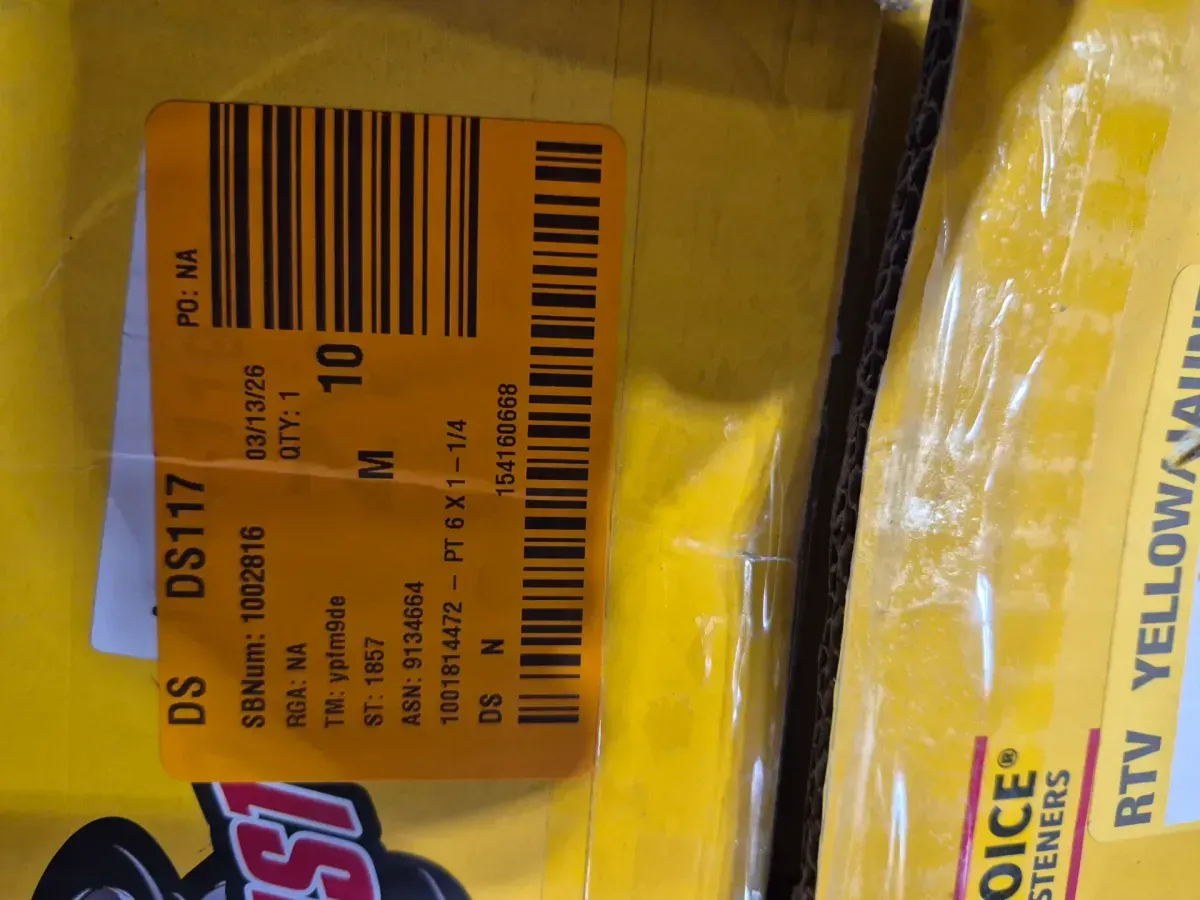 DS DS117 PO: NA
SBNum: 1002816 03/13/26
RGA: NA QTY: 1
TM: ypfm9de 10
ST: 1857 M
ASN: 9134664
1001814472 - PT 6 X 1-1/4
DS N 154160668
OICE®
STENERS
RTV YELLOW/JAUNE